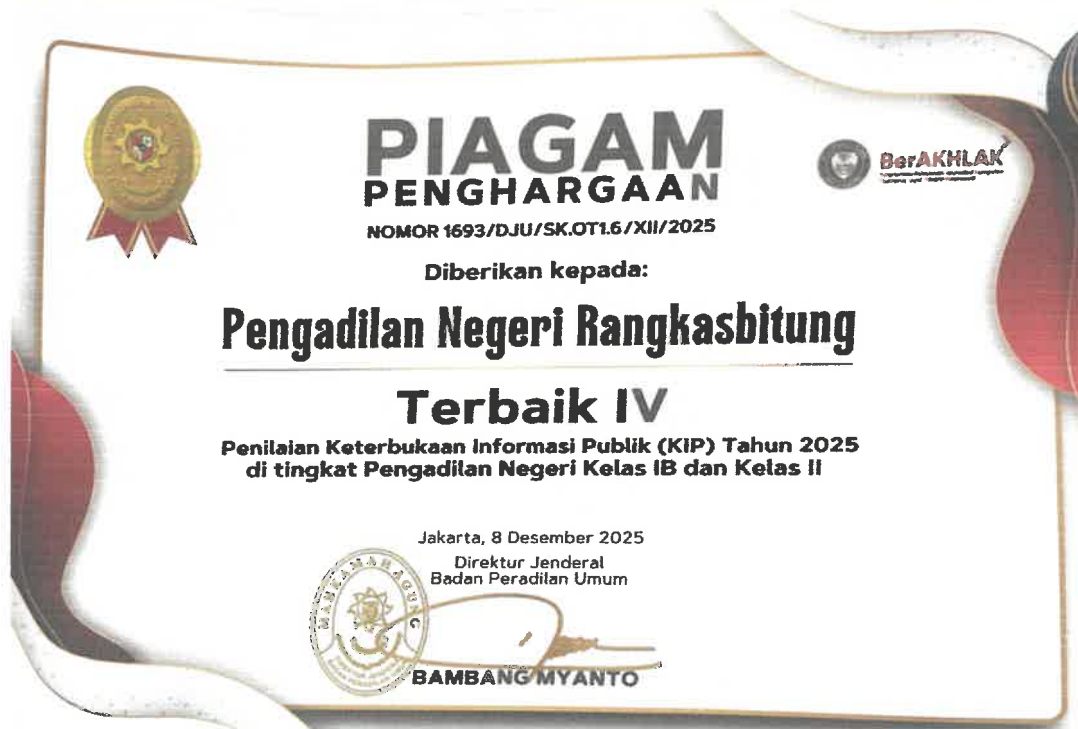 PIAGAM
PENGHARGAAN
NOMOR 1693/DJU/SK.OT1.6/XII/2025
BerAKHLAK
Diberikan kepada:
Pengadilan Negeri Rangkasbitung
Terbaik IV
Penilaian Keterbukaan Informasi Publik (KIP) Tahun 2025
di tingkat Pengadilan Negeri Kelas IB dan Kelas II
Jakarta, 8 Desember 2025
Direktur Jenderal
Badan Peradilan Umum
MAHKAMAH AGUNG
BAMBANG MYANTO